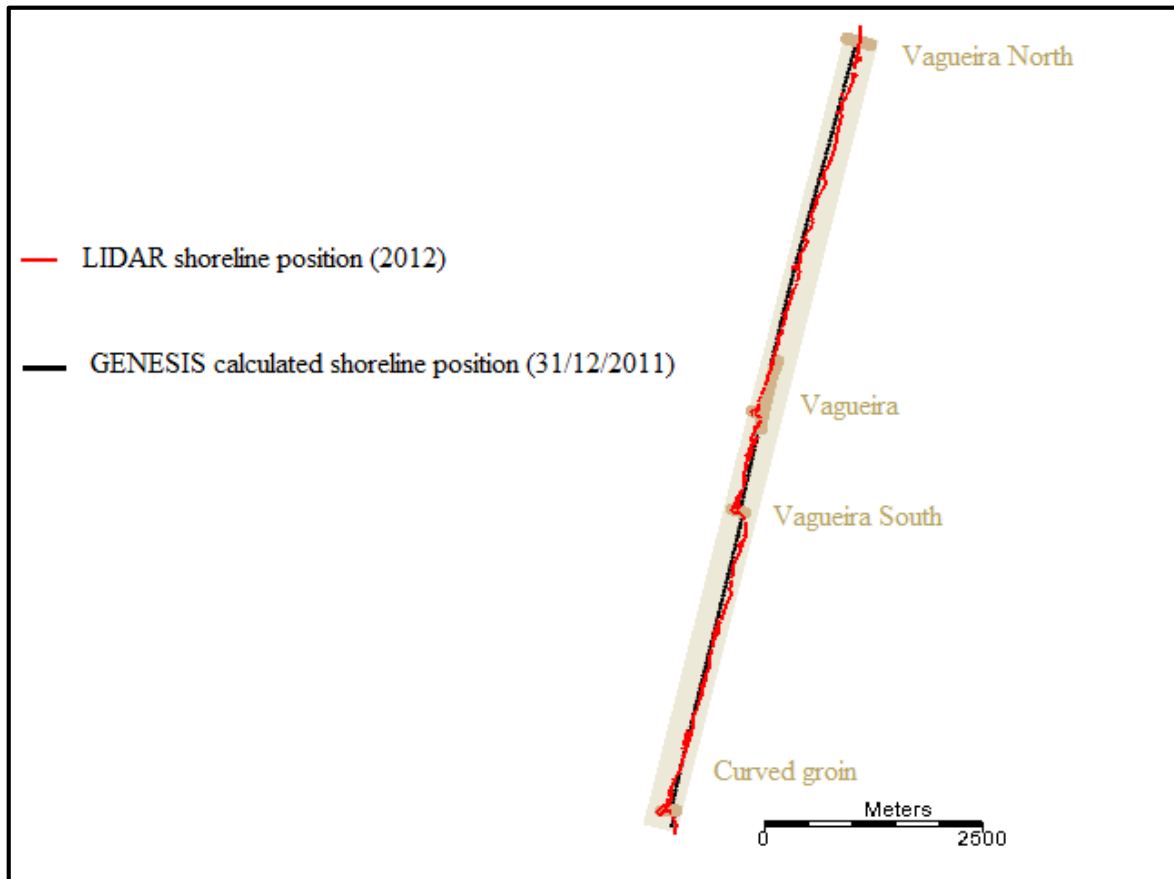 Vagueira North
LIDAR shoreline position (2012)
GENESIS calculated shoreline position (31/12/2011)
Vagueira
Vagueira South
Curved groin
Meters
0 2500